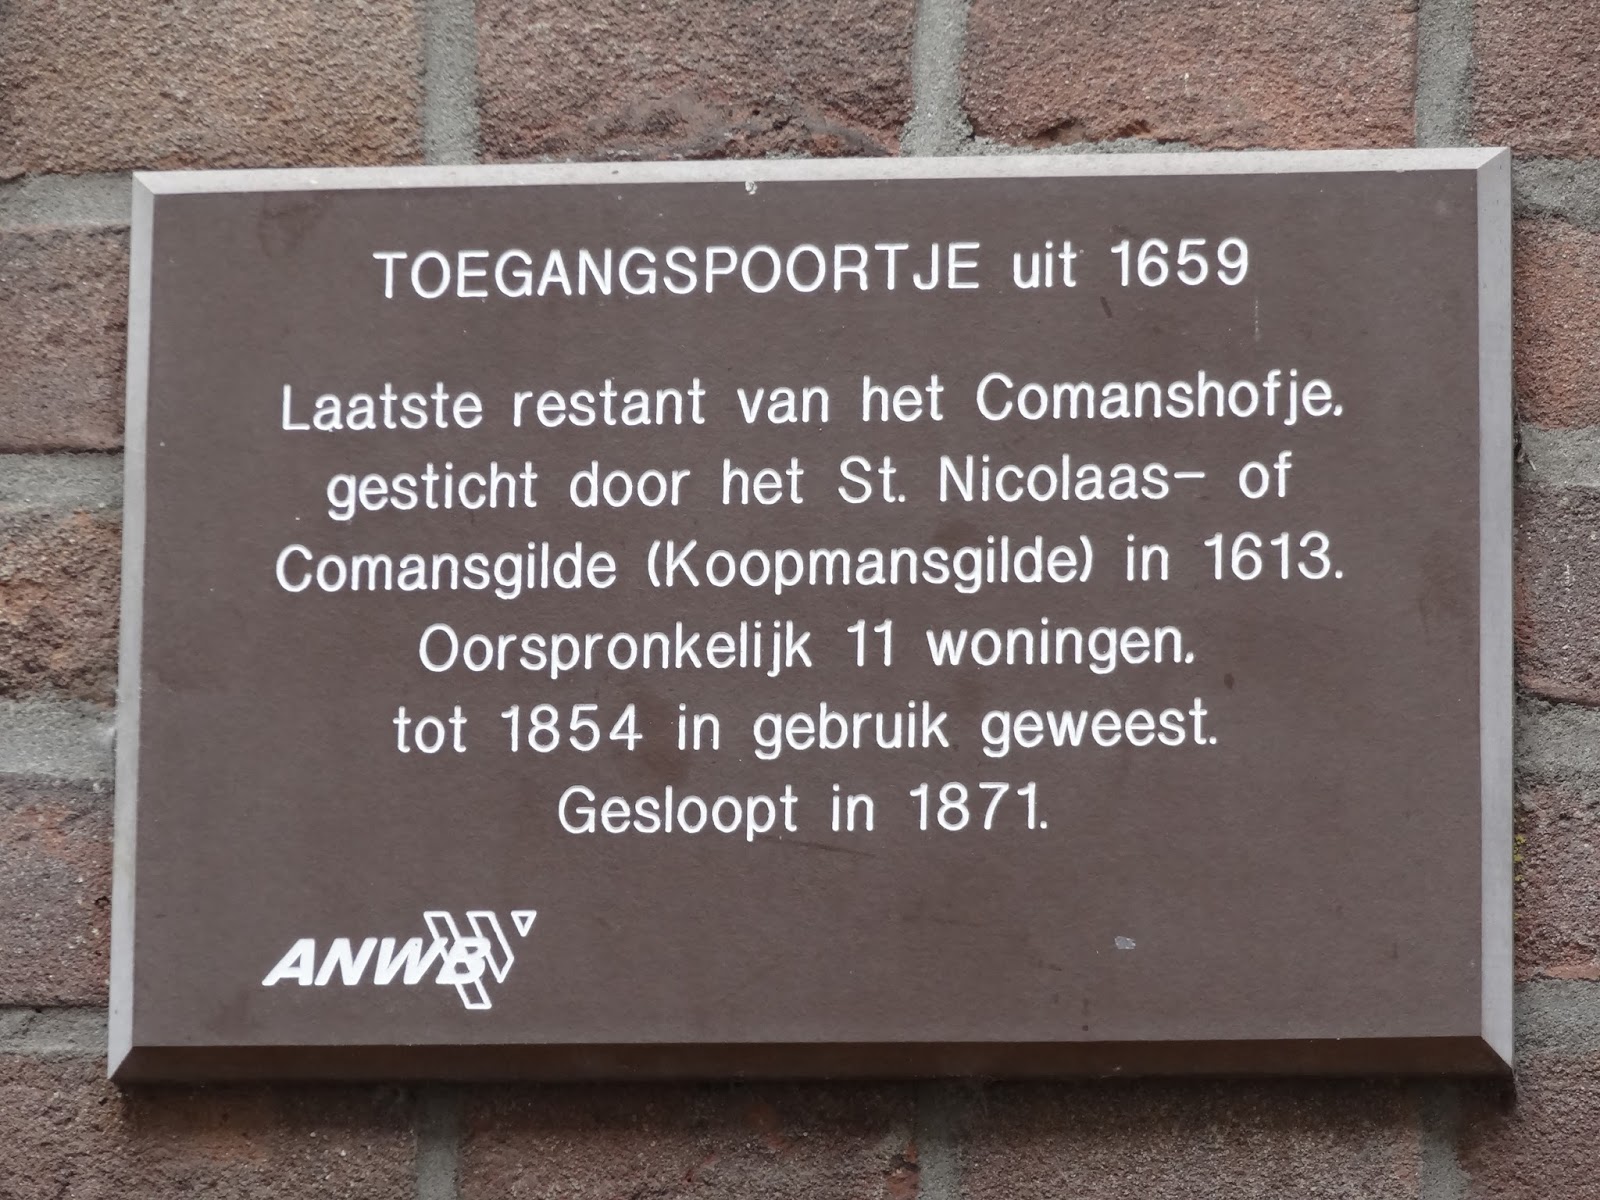 TOEGANGSPOORTJE uit 1659
Laatste restant van het Comanshofje,
gesticht door het St. Nicolaas- of
Comansgilde (Koopmansgilde) in 1613.
Oorspronkelijk 11 woningen,
tot 1854 in gebruik geweest.
Gesloopt in 1871.
ANWB